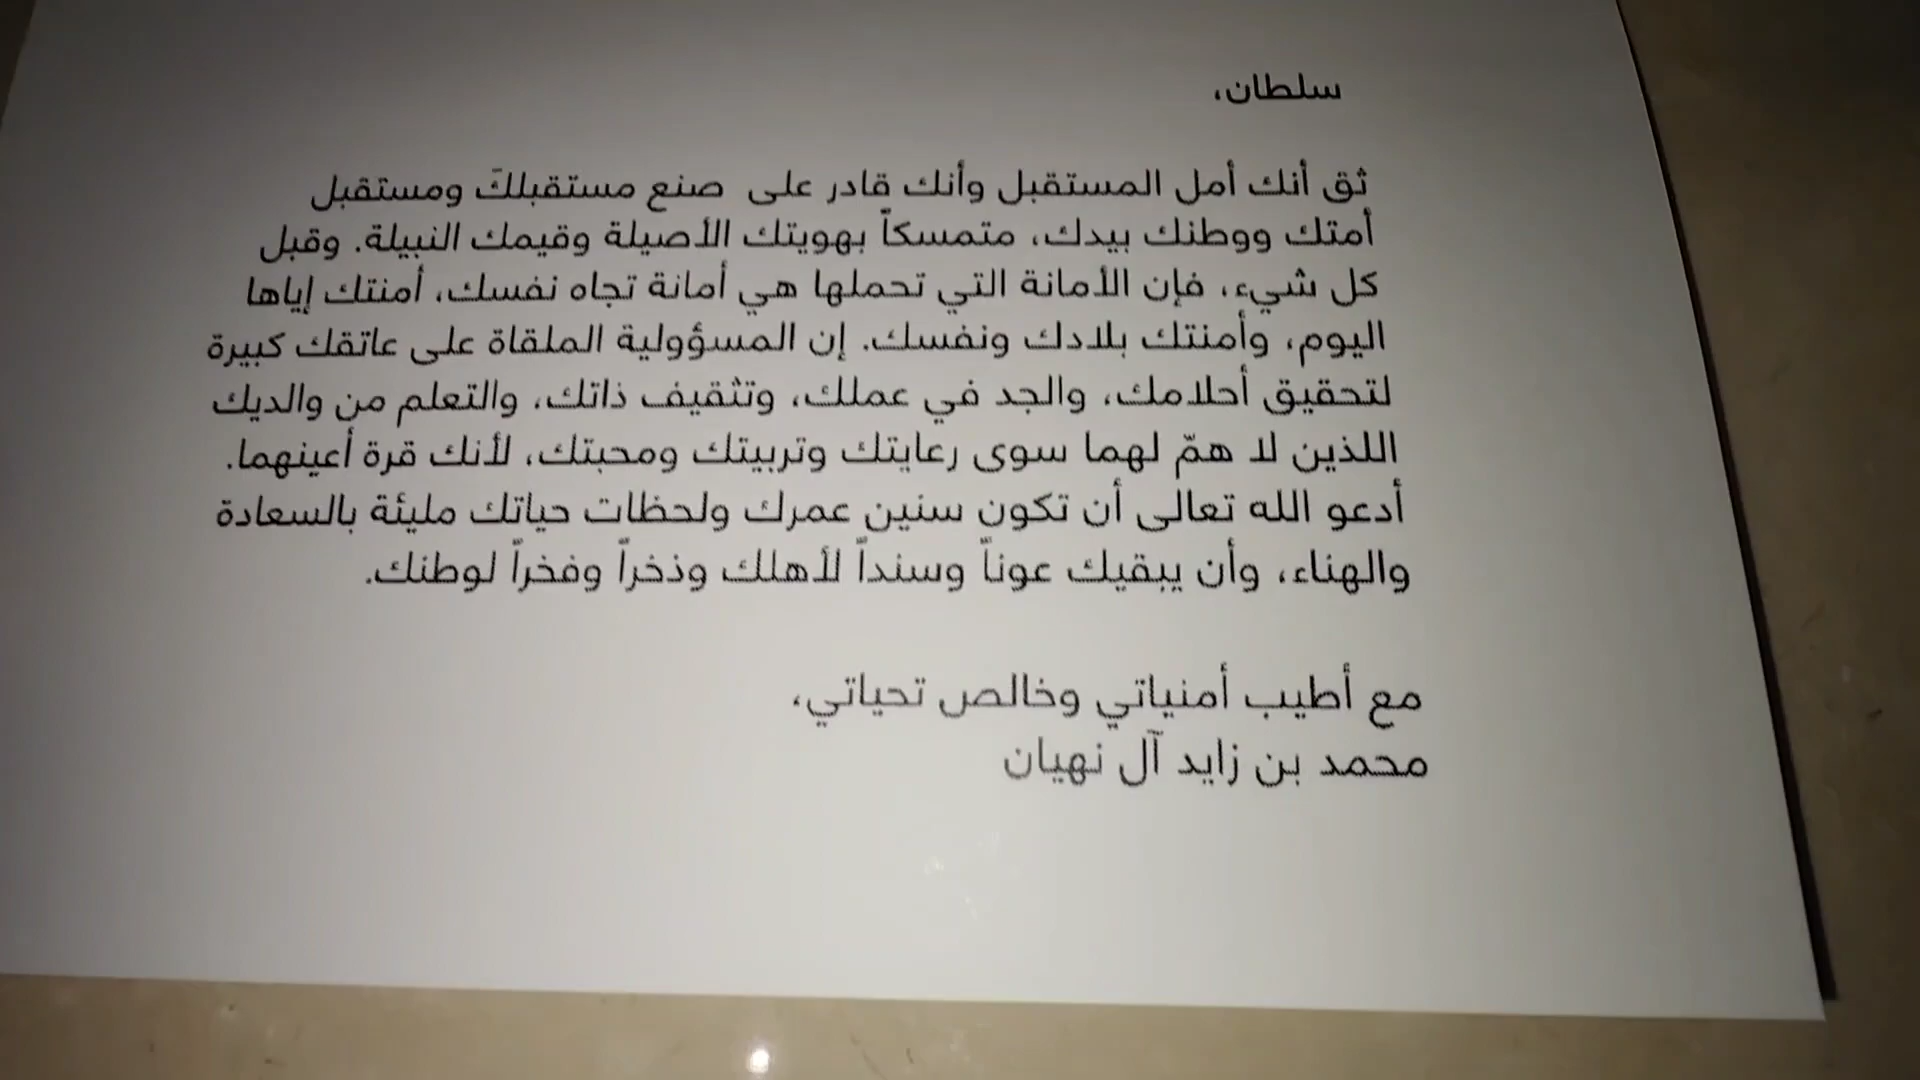 سلطان،
ثق أنك أمل المستقبل وأنك قادر على صنع مستقبلكَ ومستقبل
أمتك ووطنك بيدك، متمسكاً بهويتك الأصيلة وقيمك النبيلة. وقبل
كل شيء، فإن الأمانة التي تحملها هي أمانة تجاه نفسك، أمنتك إياها
اليوم، وأمنتك بلادك ونفسك. إن المسؤولية الملقاة على عاتقك كبيرة
لتحقيق أحلامك، والجد في عملك، وتثقيف ذاتك، والتعلم من والديك
اللذين لا همّ لهما سوى رعايتك وتربيتك ومحبتك، لأنك قرة أعينهما.
أدعو الله تعالى أن تكون سنين عمرك ولحظات حياتك مليئة بالسعادة
والهناء، وأن يبقيك عوناً وسنداً لأهلك وذخراً وفخراً لوطنك.
مع أطيب أمنياتي وخالص تحياتي،
محمد بن زايد آل نهيان